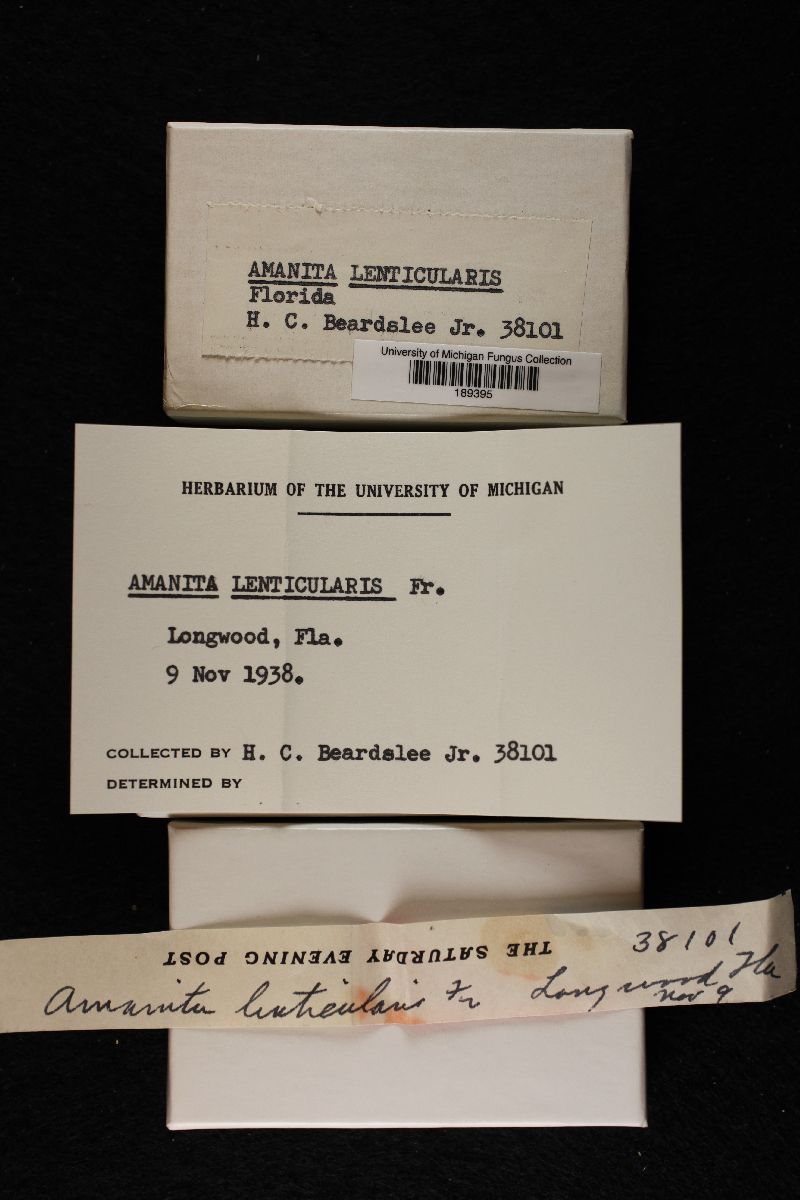 AMANITA LENTICULARIS
Florida
H. C. Beardslee Jr. 38101
University of Michigan Fungus Collection
189395
HERBARIUM OF THE UNIVERSITY OF MICHIGAN
AMANITA LENTICULARIS Fr.
Longwood, Fla.
9 Nov 1938.
COLLECTED BY H. C. Beardslee Jr. 38101
DETERMINED BY
THE SATURDAY EVENING POST
38101
Amanita lenticularis Fr Longwood Fla
Nov 9